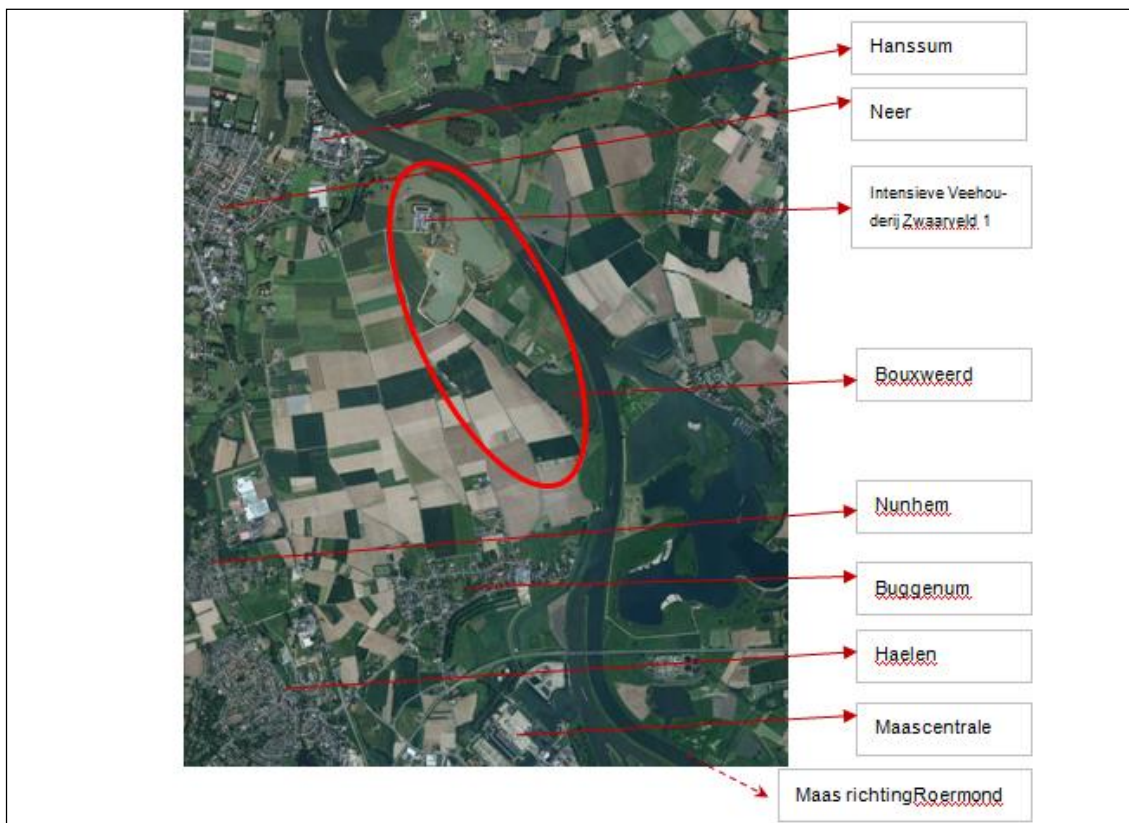 Hanssum
Neer
Intensieve Veehou-
derij Zwaarveld 1
Bouxweerd
Nunhem
Buggenum
Haelen
Maascentrale
Maas richtingRoermond